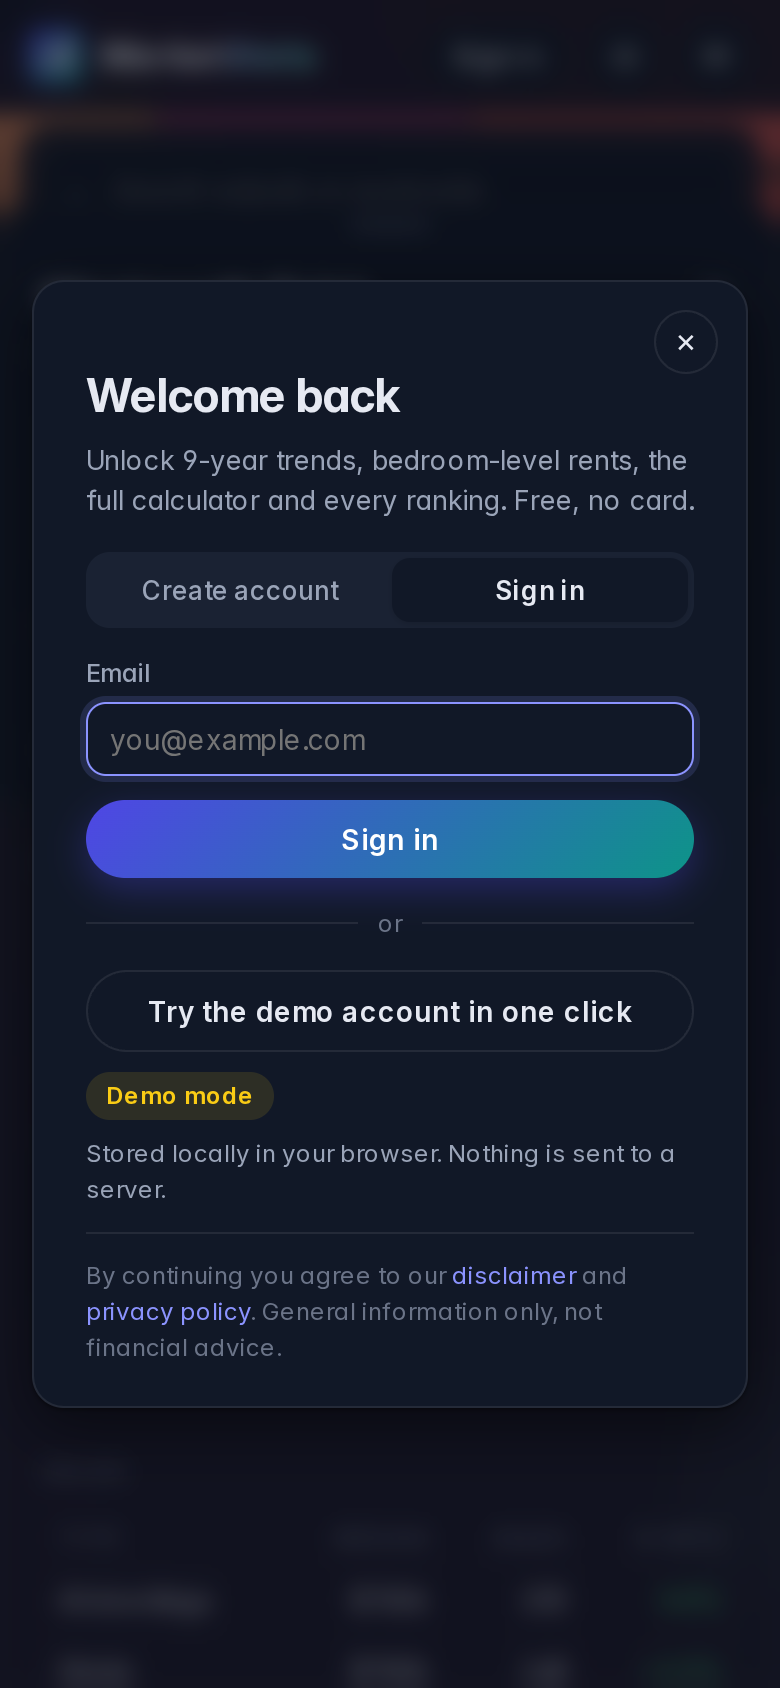 Welcome back
Unlock 9-year trends, bedroom-level rents, the
full calculator and every ranking. Free, no card.
Create account
Sign in
Email
you@example.com
Sign in
or
Try the demo account in one click
Demo mode
Stored locally in your browser. Nothing is sent to a
server.
By continuing you agree to our disclaimer and
privacy policy. General information only, not
financial advice.